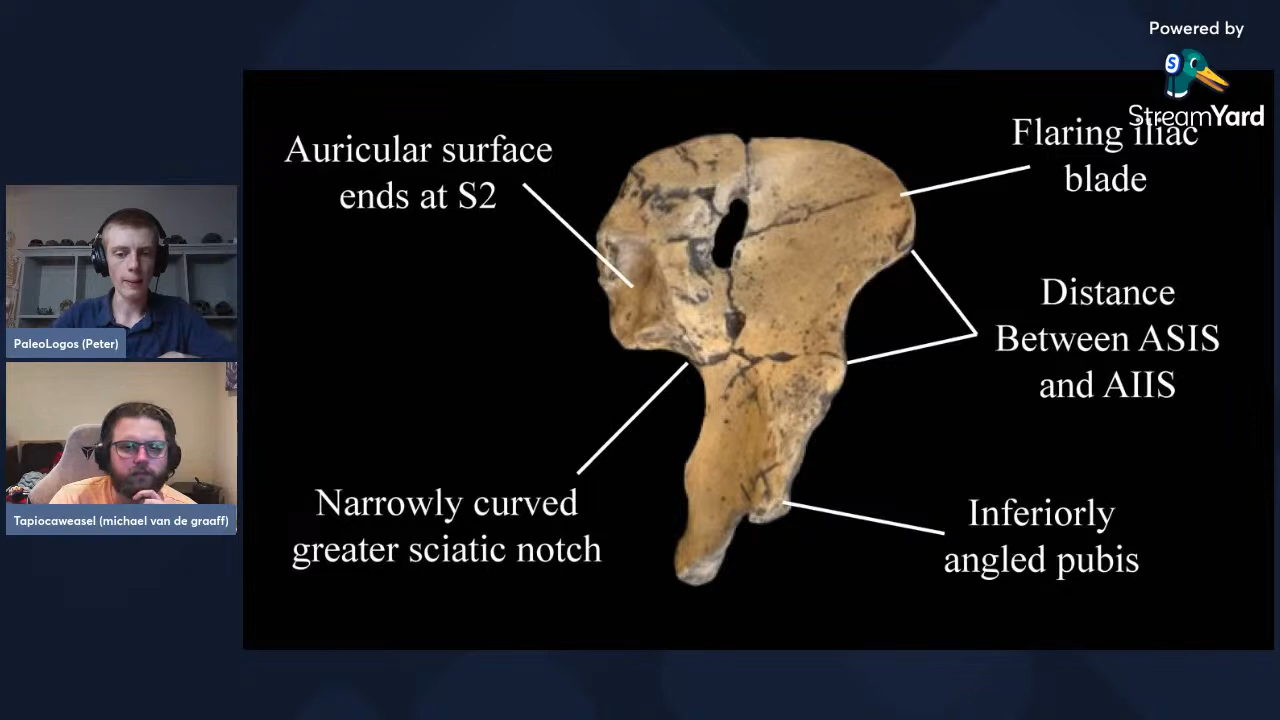 Powered by
StreamYard
Auricular surface
ends at S2
Flaring iliac
blade
Distance
Between ASIS
and AIIS
Narrowly curved
greater sciatic notch
Inferiorly
angled pubis
PaleoLogos (Peter)
Tapiocaweasel (michael van de graaff)